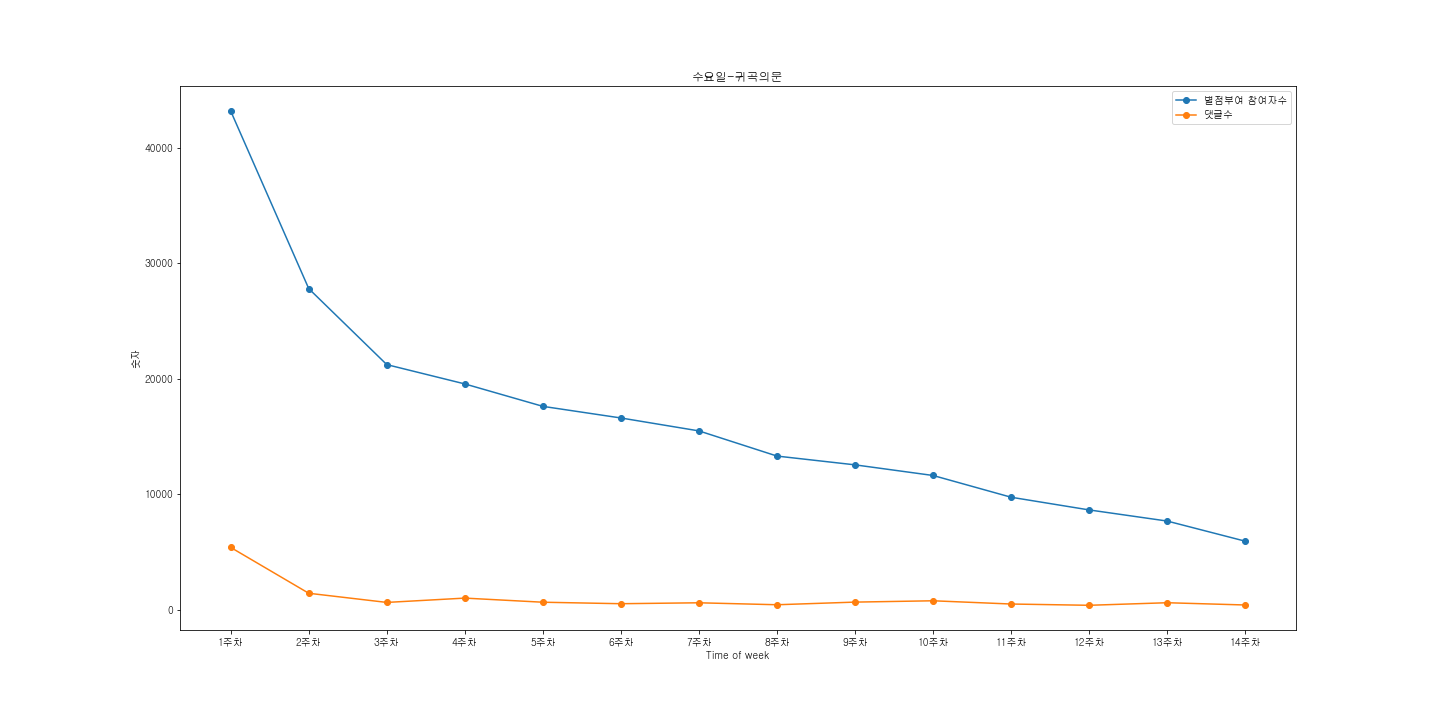 수요일-귀곡의문
별점부여 참여자수
댓글수
40000
30000
20000
10000
0
숫자
1주차 2주차 3주차 4주차 5주차 6주차 7주차 8주차 9주차 10주차 11주차 12주차 13주차 14주차
Time of week